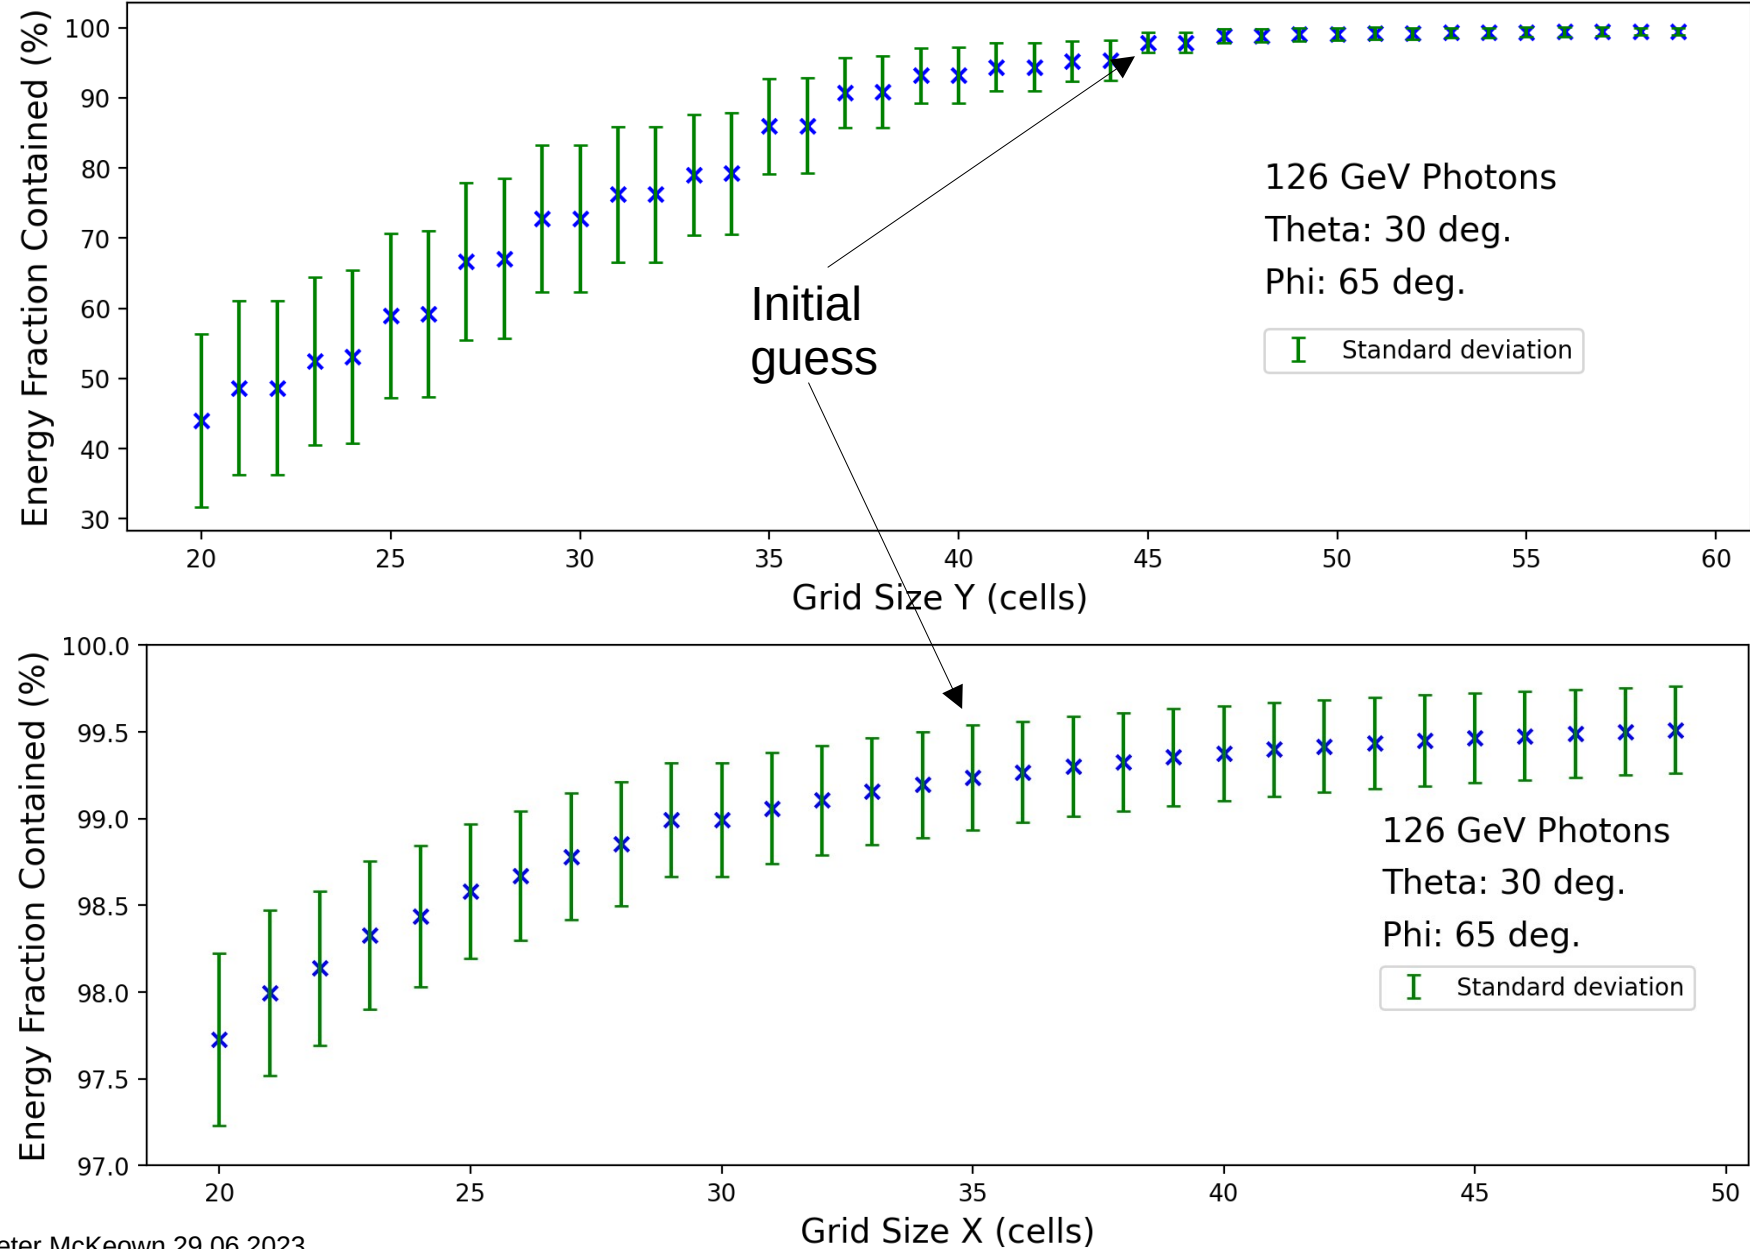 Energy Fraction Contained (%)
100
90
80
70
60
50
40
30
126 GeV Photons
Theta: 30 deg.
Phi: 65 deg.
Standard deviation
Initial
guess
20 25 30 35 40 45 50 55 60
Grid Size Y (cells)
Energy Fraction Contained (%)
100.0
99.5
99.0
98.5
98.0
97.5
97.0
126 GeV Photons
Theta: 30 deg.
Phi: 65 deg.
Standard deviation
20 25 30 35 40 45 50
Grid Size X (cells)
eter McKeown 29.06.2023